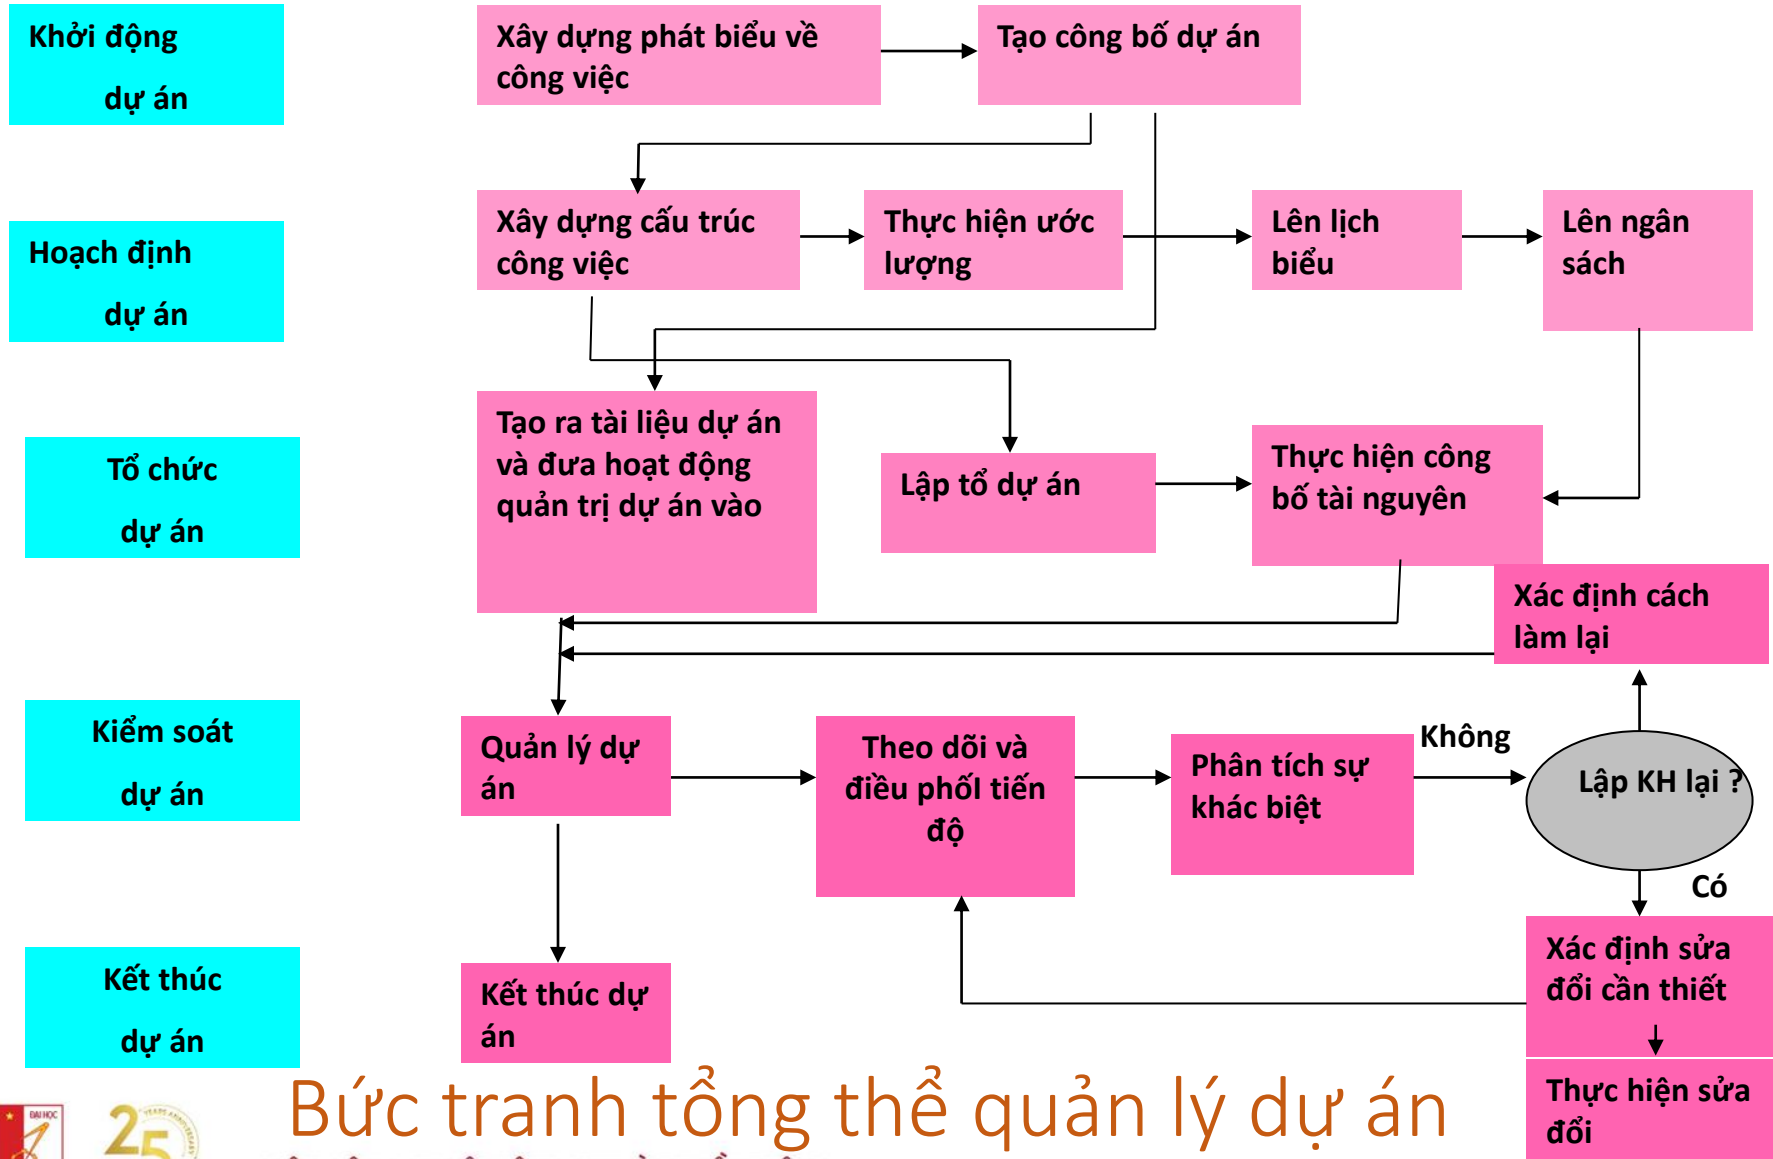 Khởi động
dự án
Xây dựng phát biểu về
công việc
Tạo công bố dự án
Hoạch định
dự án
Xây dựng cấu trúc
công việc
Thực hiện ước
lượng
Lên lịch
biểu
Lên ngân
sách
Tổ chức
dự án
Tạo ra tài liệu dự án
và đưa hoạt động
quản trị dự án vào
Lập tổ dự án
Thực hiện công
bố tài nguyên
Xác định cách
làm lại
Kiểm soát
dự án
Quản lý dự
án
Theo dõi và
điều phốI tiến
độ
Phân tích sự
khác biệt
Không
Lập KH lại ?
Có
Kết thúc
dự án
Kết thúc dự
án
Xác định sửa
đổi cần thiết
Thực hiện sửa
đổi
Bức tranh tổng thể quản lý dự án
ĐẠI HỌC
25
YEARS ANNIVERSARY